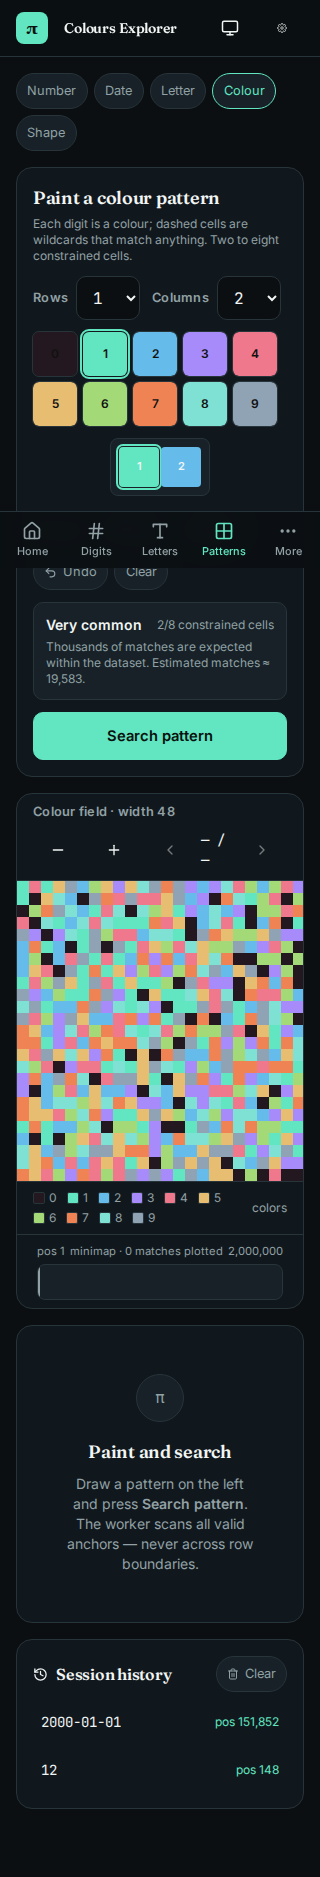 π Colours Explorer
Number Date Letter Colour
Shape
Paint a colour pattern
Each digit is a colour; dashed cells are
wildcards that match anything. Two to eight
constrained cells.
Rows 1 Columns 2
0 1 2 3 4
5 6 7 8 9
1 2
Home Digits Letters Patterns More
Undo Clear
Very common 2/8 constrained cells
Thousands of matches are expected
within the dataset. Estimated matches ≈
19,583.
Search pattern
Colour field · width 48
− + ‹ – / – ›
0 1 2 3 4 5
6 7 8 9 colors
pos 1 minimap · 0 matches plotted 2,000,000
π
Paint and search
Draw a pattern on the left
and press Search pattern.
The worker scans all valid
anchors — never across row
boundaries.
Session history Clear
2000-01-01 pos 151,852
12 pos 148